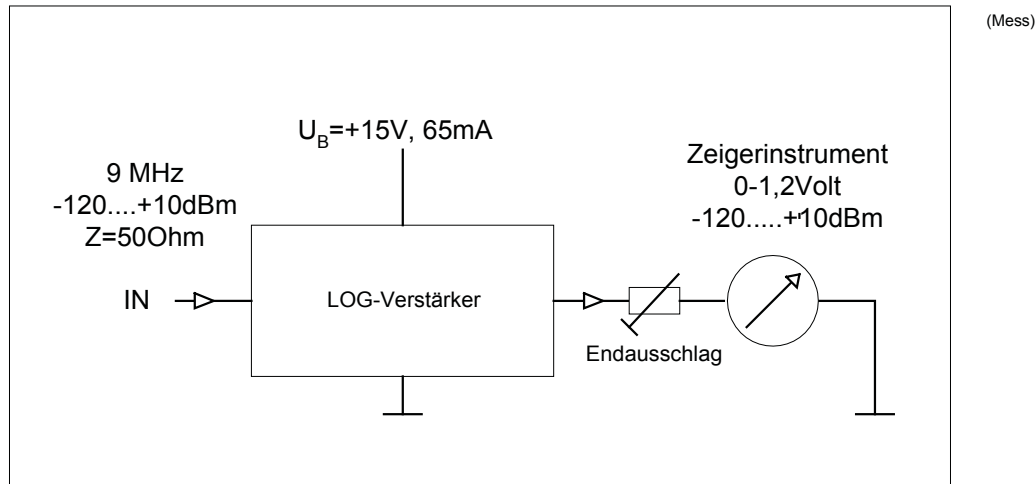 (Mess)
U_B=+15V, 65mA
9 MHz
-120....+10dBm
Z=50Ohm
Zeigerinstrument
0-1,2Volt
-120.....+10dBm
IN
LOG-Verstärker
Endausschlag